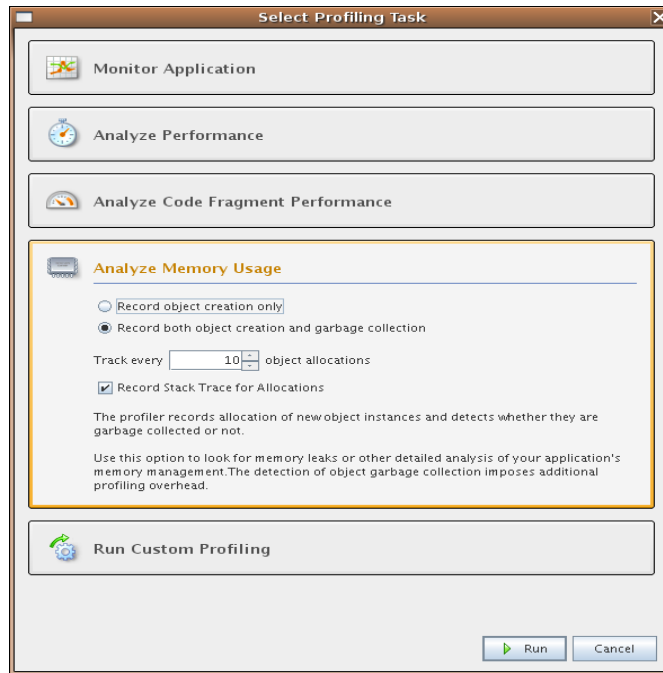 Select Profiling Task
Monitor Application
Analyze Performance
Analyze Code Fragment Performance
Analyze Memory Usage
Record object creation only
Record both object creation and garbage collection
Track every 10 object allocations
Record Stack Trace for Allocations
The profiler records allocation of new object instances and detects whether they are
garbage collected or not.
Use this option to look for memory leaks or other detailed analysis of your application's
memory management.The detection of object garbage collection imposes additional
profiling overhead.
Run Custom Profiling
Run Cancel